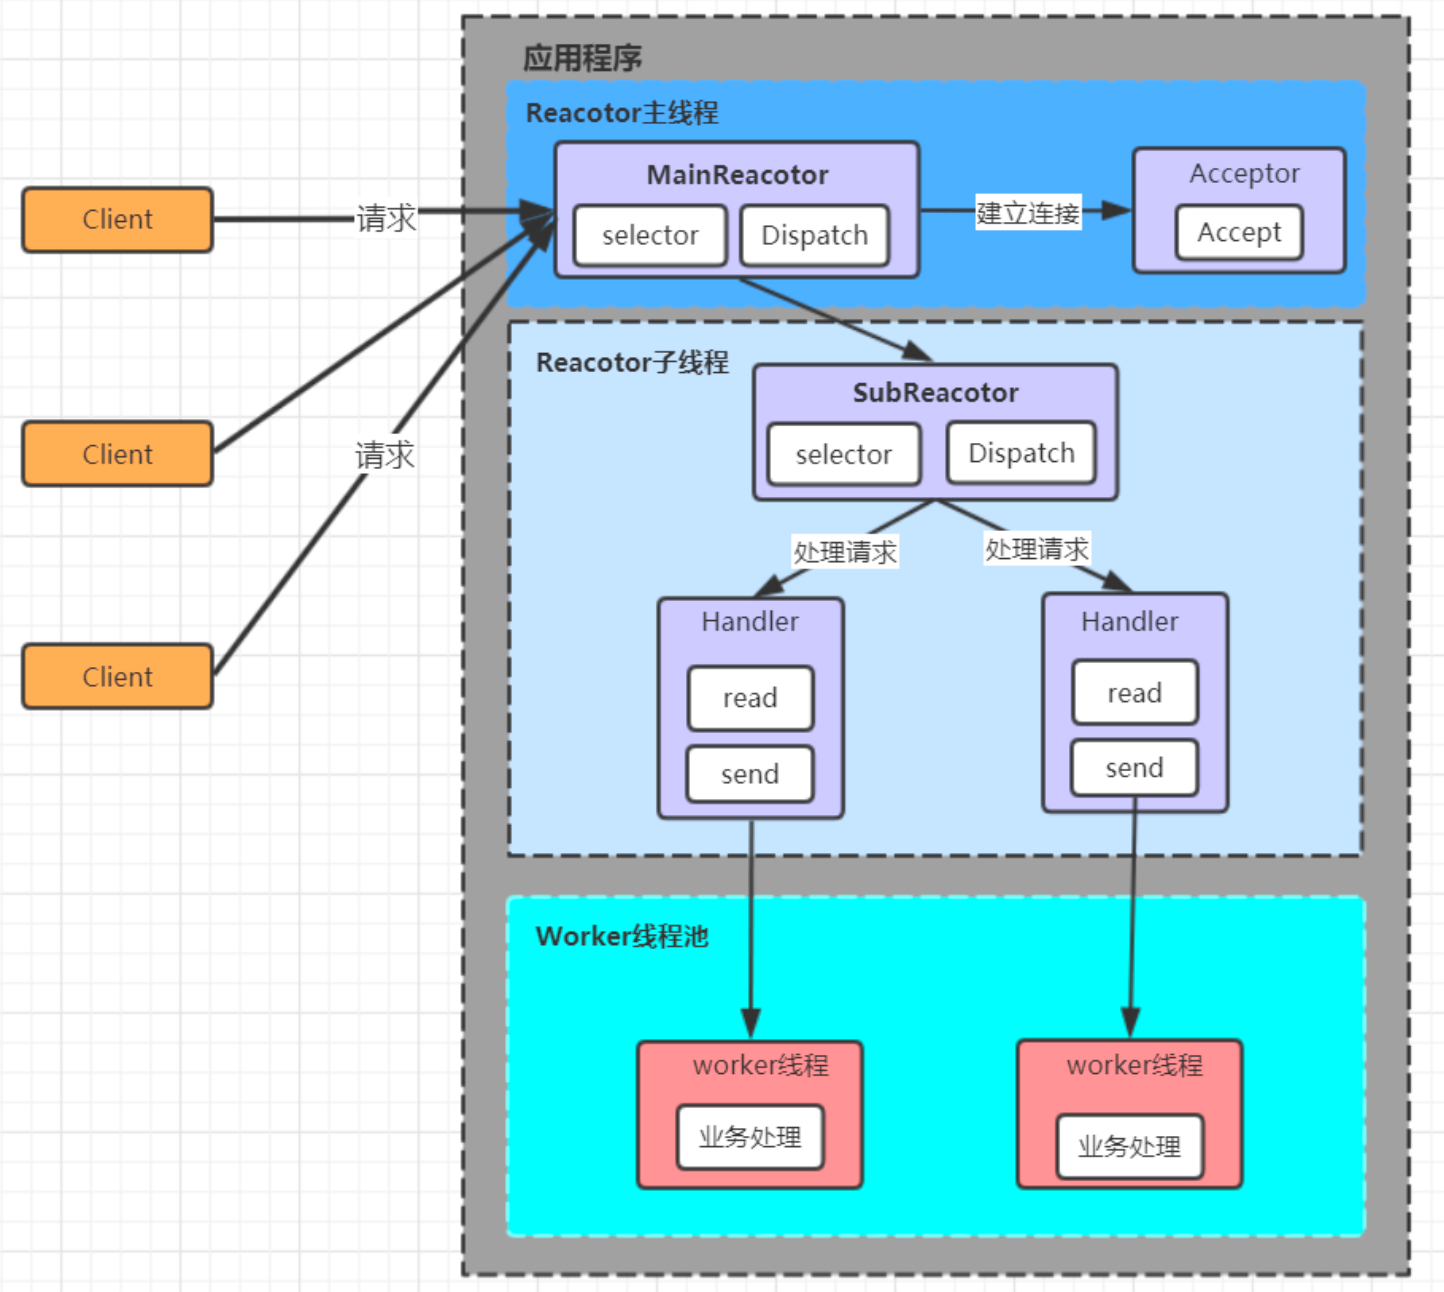 应用程序
Reacotor主线程
MainReacotor
selector
Dispatch
建立连接
Acceptor
Accept
Client
请求
Client
请求
Client
Reacotor子线程
SubReacotor
selector
Dispatch
处理请求
处理请求
Handler
read
send
Handler
read
send
Worker线程池
worker线程
业务处理
worker线程
业务处理